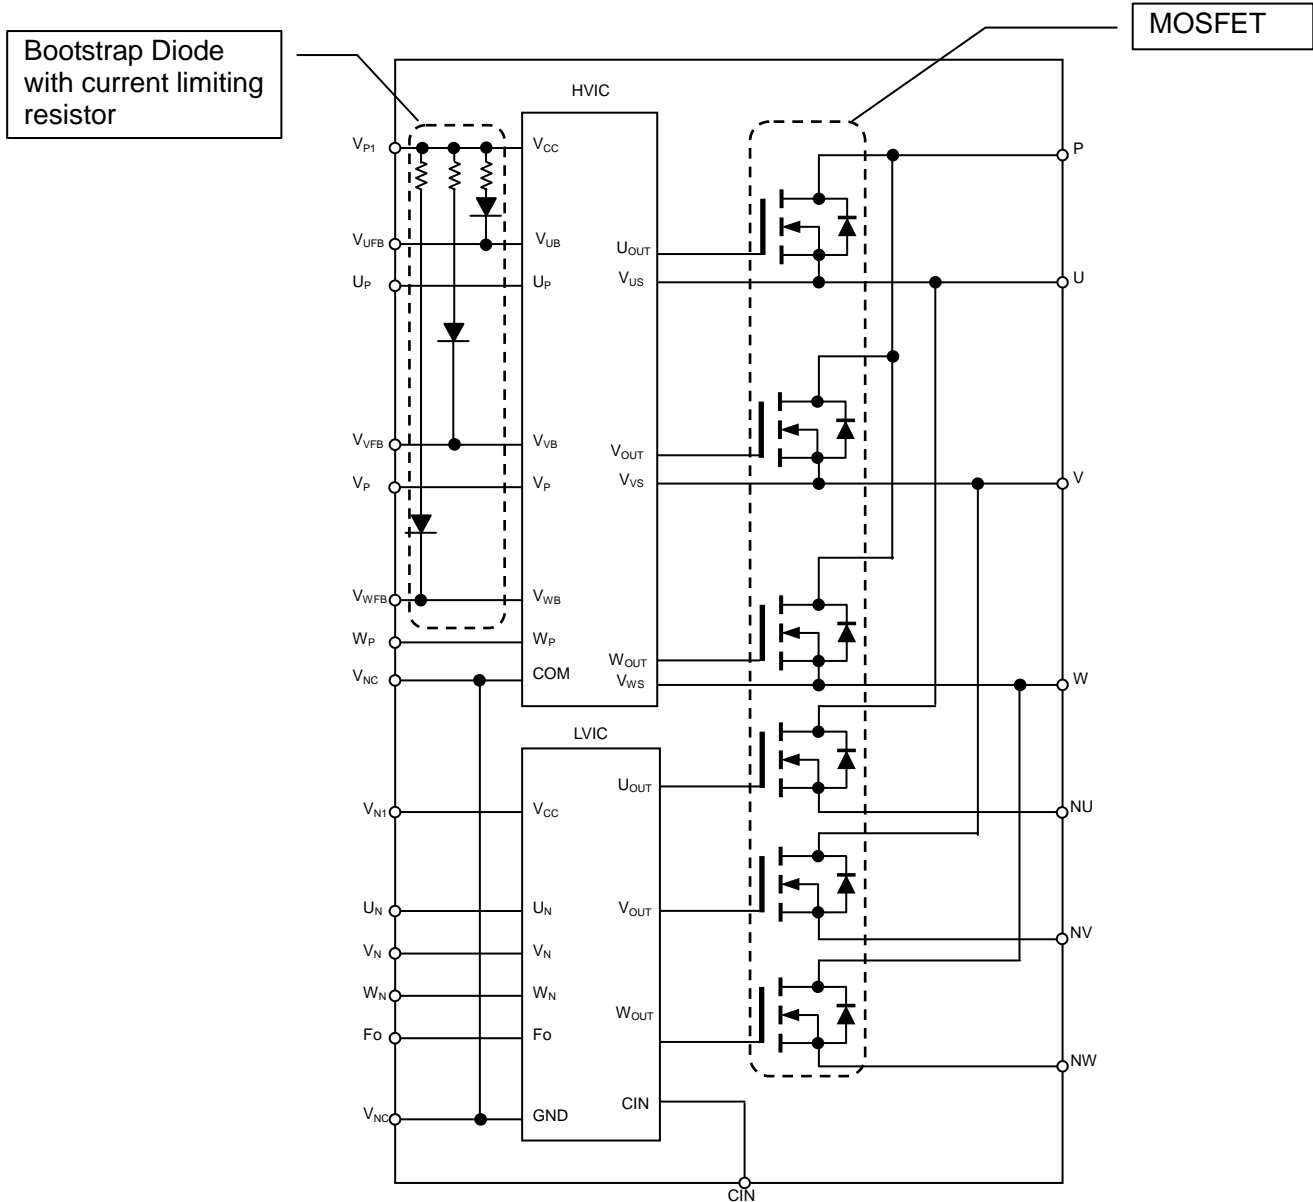 MOSFET
Bootstrap Diode
with current limiting
resistor
HVIC
VP1
VCC
P
VUFB
VUB
UOUT
UP
UP
VUS
U
VVFB
VVB
VOUT
VP
VP
VVS
V
VWFB
VWB
WP
WP
WOUT
VNC
COM
VWS
W
LVIC
UOUT
VN1
VCC
NU
UN
UN
VOUT
VN
VN
NV
WN
WN
WOUT
Fo
Fo
NW
CIN
VNC
GND
CIN